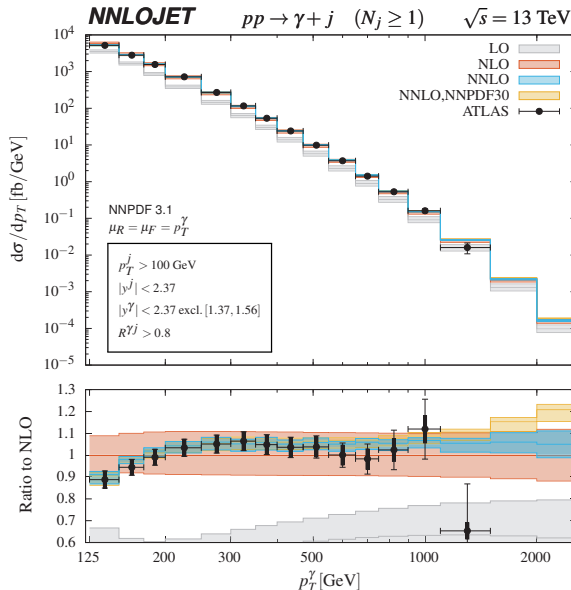 NNLOJET pp → γ + j (N_j ≥ 1) √s = 13 TeV
LO
NLO
NNLO
NNLO,NNPDF30
ATLAS
dσ/dp_T [fb/GeV]
10^4
10^3
10^2
10^1
10^0
10^−1
10^−2
10^−3
10^−4
10^−5
NNPDF 3.1
μ_R = μ_F = p_T^γ
p_T^j > 100 GeV
|y^j| < 2.37
|y^γ| < 2.37 excl. [1.37, 1.56]
R^γj > 0.8
Ratio to NLO
1.3
1.2
1.1
1
0.9
0.8
0.7
0.6
125 200 300 500 1000 2000
p_T^γ [GeV]